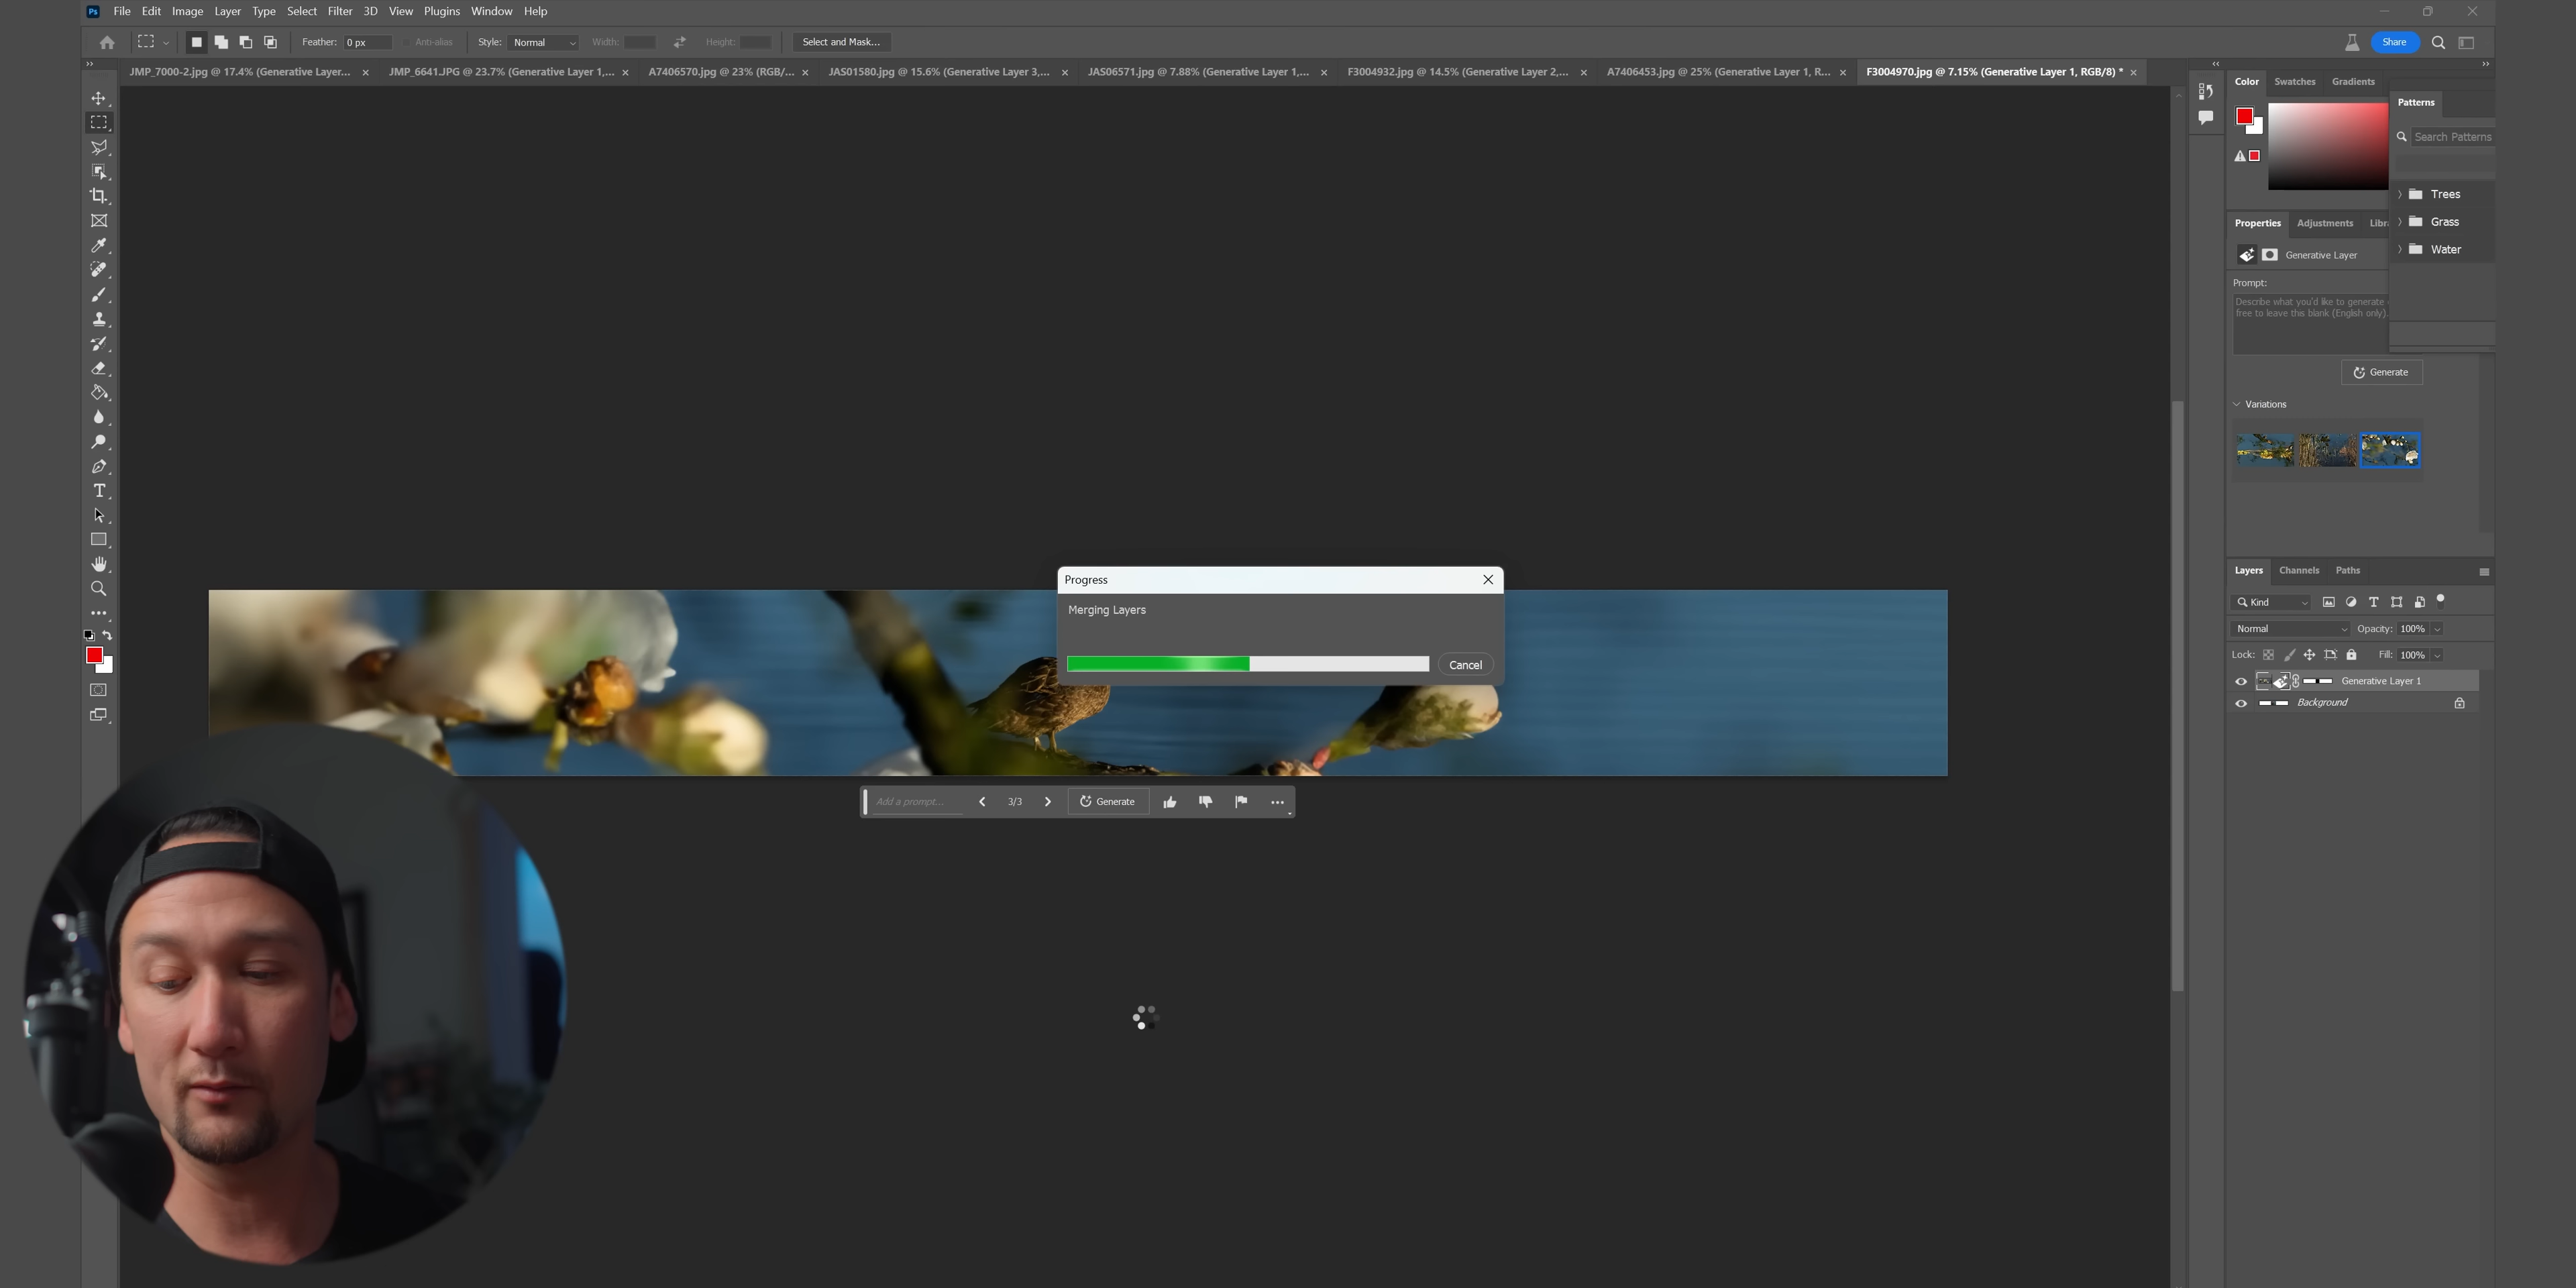 Ps File Edit Image Layer Type Select Filter 3D View Plugins Window Help
Feather: 0 px Anti-alias Style: Normal Width: Height: Select and Mask... Share
JMP_7000-2.jpg @ 17.4% (Generative Layer... JMP_6641.JPG @ 23.7% (Generative Layer 1,... A7406570.jpg @ 23% (RGB/... JAS01580.jpg @ 15.6% (Generative Layer 3,... JAS06571.jpg @ 7.88% (Generative Layer 1,... F3004932.jpg @ 14.5% (Generative Layer 2,... A7406453.jpg @ 25% (Generative Layer 1, R... F3004970.jpg @ 7.15% (Generative Layer 1, RGB/8) *
Color Swatches Gradients
Patterns
Search Patterns
Trees
Grass
Water
Properties Adjustments Libr
Generative Layer
Prompt:
Describe what you'd like to generate
free to leave this blank (English only).
Generate
Variations
Progress
Merging Layers
Cancel
Add a prompt... 3/3 Generate
Layers Channels Paths
Kind
Normal Opacity: 100%
Lock: Fill: 100%
Generative Layer 1
Background